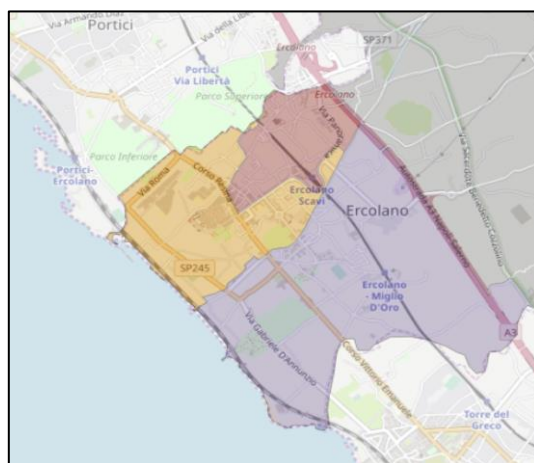 Via Armando Diaz
Portici
Via della Libertà
Ercolano
SP371
Portici
Via Libertà
Parco Superiore
Ercolano
Parco Inferiore
Portici-
Ercolano
Via Roma
Corso Resina
Via Panoramica
Ercolano
Scavi
Ercolano
Autostrada A3 Napoli-Salerno
Via Sacerdote Benedetto Cozzolino
SP245
Ercolano
- Miglio
D'Oro
Via Gabriele D'Annunzio
A3
Corso Vittorio Emanuele
Torre del
Greco